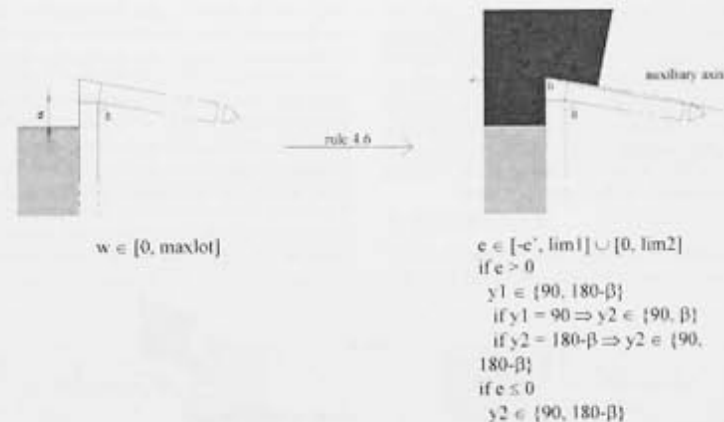 auxiliary axis
rule 4.6
w ∈ [0, maxlot]
e ∈ [-e', lim1] ∪ [0, lim2]
if e > 0
y1 ∈ {90, 180-β}
if y1 = 90 ⇒ y2 ∈ {90, β}
if y2 = 180-β ⇒ y2 ∈ {90,
180-β}
if e ≤ 0
y2 ∈ {90, 180-β}